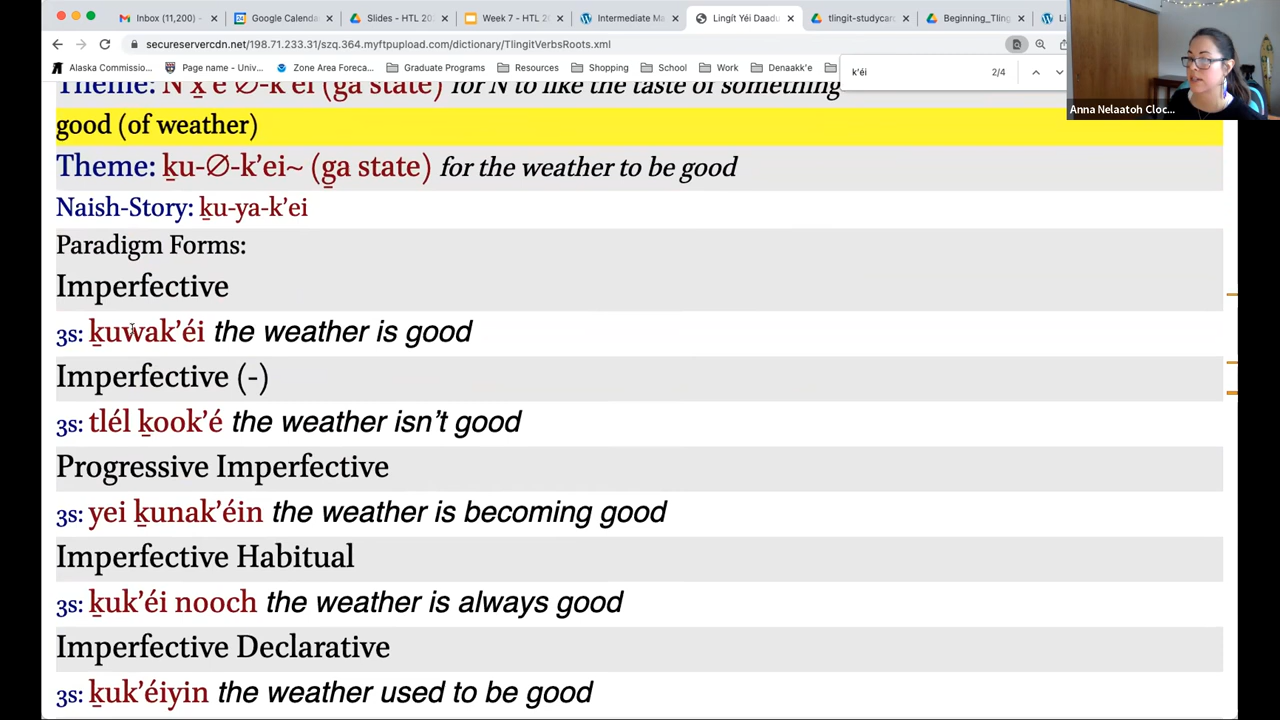 Inbox (11,200)
Google Calenda
Slides - HTL 20
Week 7 - HTL 20
Intermediate Ma
Lingít Yéi Daadu
tlingit-studycar
Beginning_Tling
Li
secureservercdn.net/198.71.233.31/szq.364.myftpupload.com/dictionary/TlingitVerbsRoots.xml
Alaska Commissio...
Page name - Univ...
Zone Area Foreca...
Graduate Programs
Resources
Shopping
School
Work
Denaakk'e
k'éi 2/4
Anna Nelaatoh Cloc...
Theme: N x̱'é ∅-k'éi (g̱a state) for N to like the taste of something
good (of weather)
Theme: ḵu-∅-k'ei~ (g̱a state) for the weather to be good
Naish-Story: ḵu-ya-k'ei
Paradigm Forms:
Imperfective
3s: ḵuwak'éi the weather is good
Imperfective (-)
3s: tlél ḵook'é the weather isn't good
Progressive Imperfective
3s: yei ḵunak'éin the weather is becoming good
Imperfective Habitual
3s: ḵuk'éi nooch the weather is always good
Imperfective Declarative
3s: ḵuk'éiyin the weather used to be good